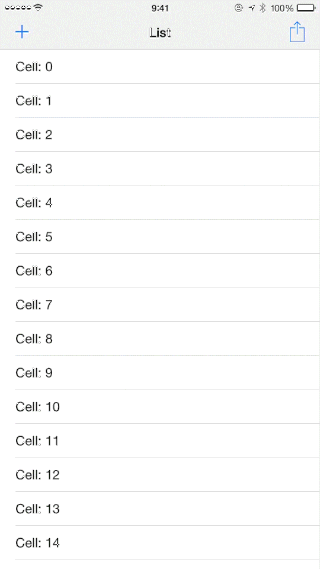 9:41
100%
List
Cell: 0
Cell: 1
Cell: 2
Cell: 3
Cell: 4
Cell: 5
Cell: 6
Cell: 7
Cell: 8
Cell: 9
Cell: 10
Cell: 11
Cell: 12
Cell: 13
Cell: 14